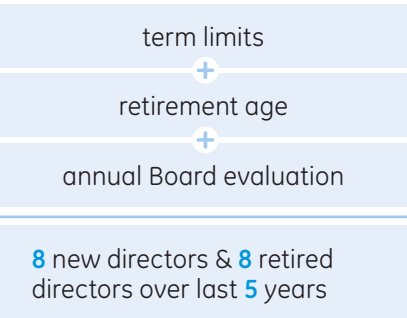 term limits
+
retirement age
+
annual Board evaluation
8 new directors & 8 retired
directors over last 5 years